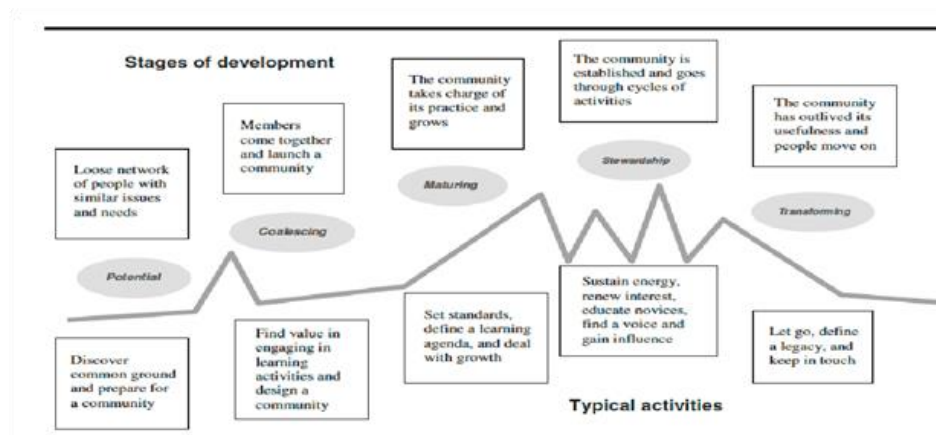 Stages of development
Loose network
of people with
similar issues
and needs
Members
come together
and launch a
community
The community
takes charge of
its practice and
grows
The community is
established and goes
through cycles of
activities
The community
has outlived its
usefulness and
people move on
Potential
Coalescing
Maturing
Stewardship
Transforming
Discover
common ground
and prepare for
a community
Find value in
engaging in
learning
activities and
design a
community
Set standards,
define a learning
agenda, and deal
with growth
Sustain energy,
renew interest,
educate novices,
find a voice and
gain influence
Let go, define
a legacy, and
keep in touch
Typical activities